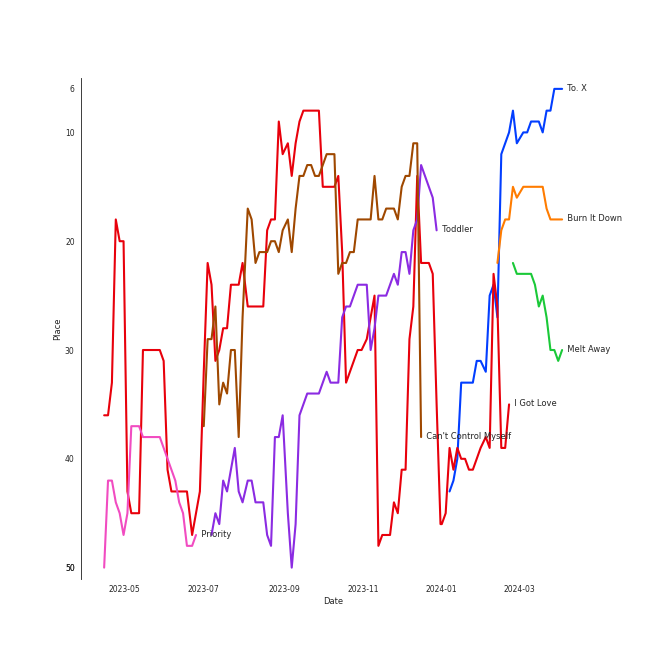 6
To. X
10
20
Burn It Down
Toddler
30
Melt Away
I Got Love
40
Can't Control Myself
Priority
50
Place
2023-05
2023-07
2023-09
2023-11
2024-01
2024-03
Date